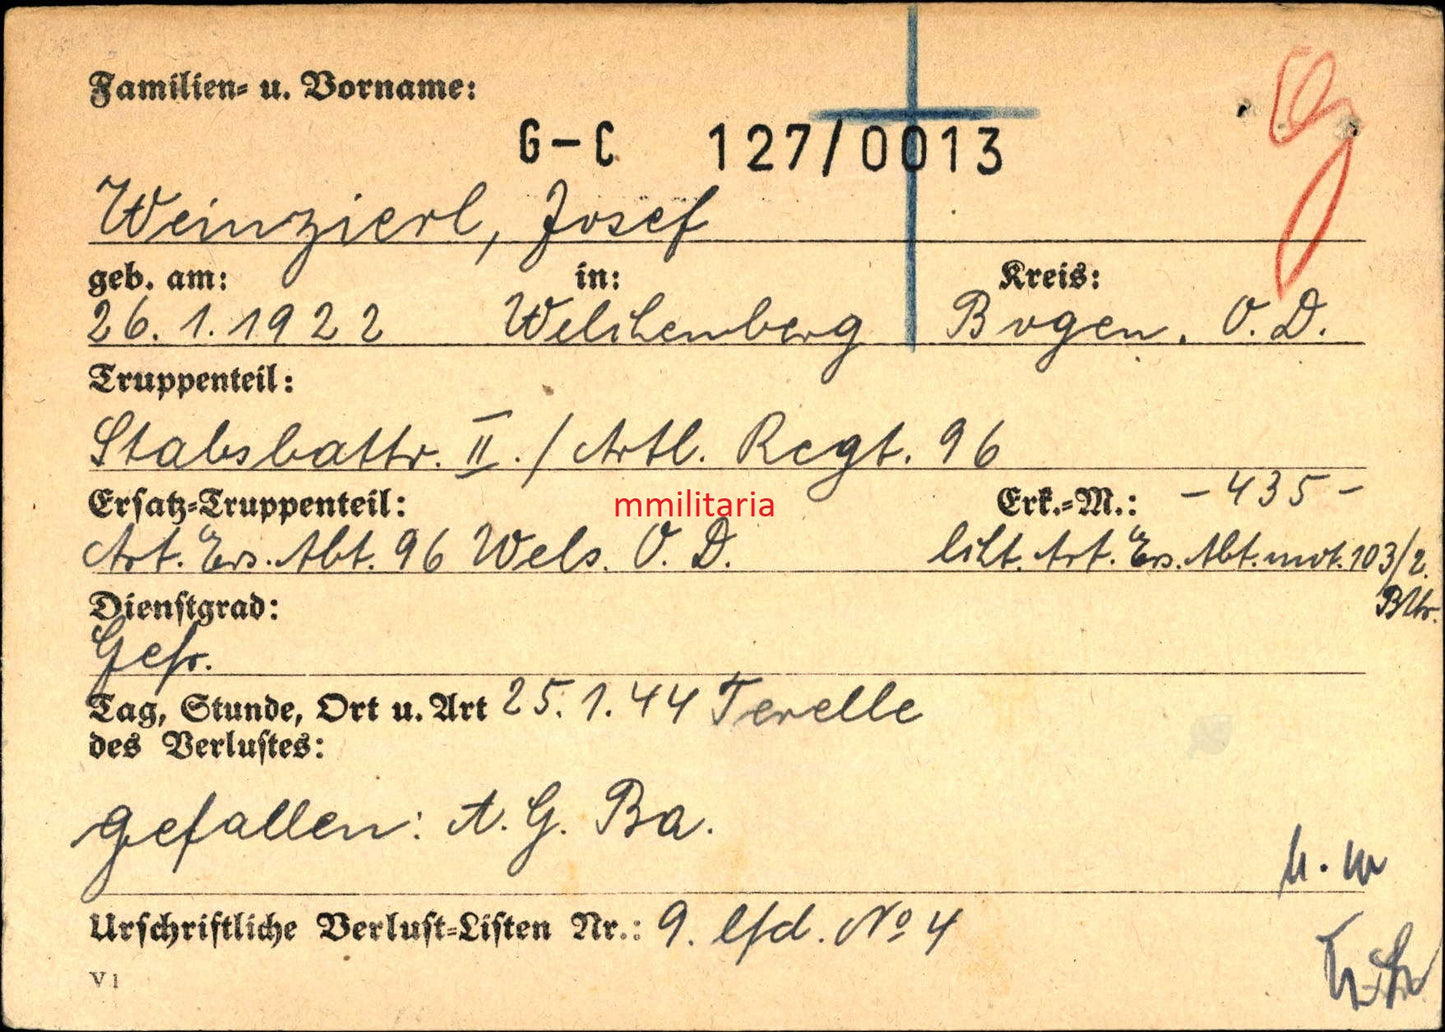 Familien- u. Vorname:
G-C 127/0013
Weinzierl, Josef
geb. am: in: Kreis:
26.1.1922 Welchenberg Bogen. O.D.
Truppenteil:
Stabsbattr. II./Artl. Regt. 96
Ersatz-Truppenteil: mmilitaria Erk.-M.: -435-
Art. Ers. Abt. 96 Wels. O.D. leicht. Art. Ers. Abt. mot. 103/2.
Bttr.
Dienstgrad:
Gefr.
Tag, Stunde, Ort u. Art 25.1.44 Terelle
des Verlustes:
gefallen: A.G. Ba.
Urschriftliche Verlust-Listen Nr.: 9. lfd. No 4
V 1